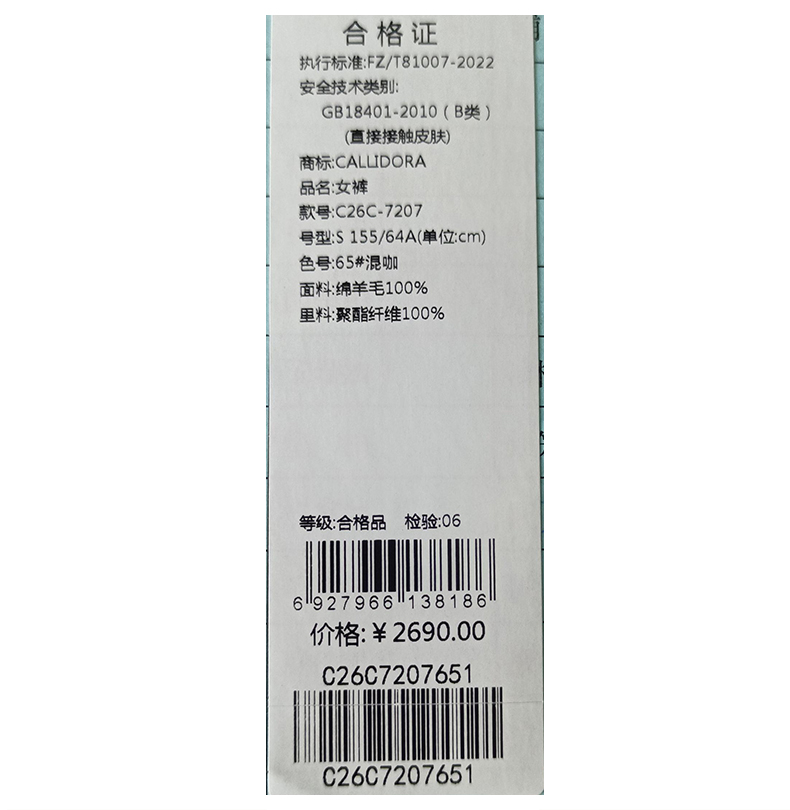 合格证
执行标准:FZ/T81007-2022
安全技术类别:
GB18401-2010（B类）
(直接接触皮肤)
商标:CALLIDORA
品名:女裤
款号:C26C-7207
号型:S 155/64A(单位:cm)
色号:65#混咖
面料:绵羊毛100%
里料:聚酯纤维100%
等级:合格品 检验:06
6 927966 138186
价格:￥2690.00
C26C7207651
C26C7207651